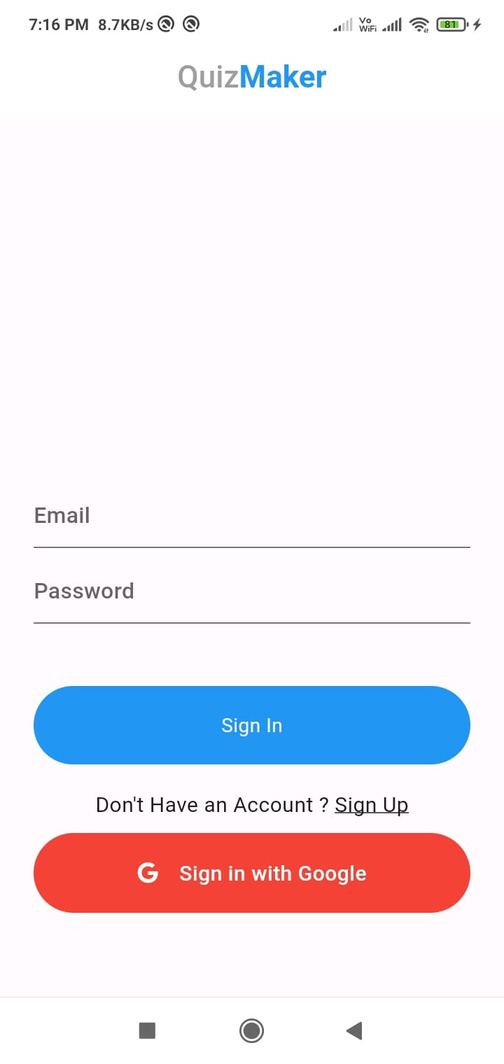 7:16 PM 8.7KB/s Vo WiFi 81
QuizMaker
Email
Password
Sign In
Don't Have an Account ? Sign Up
G Sign in with Google